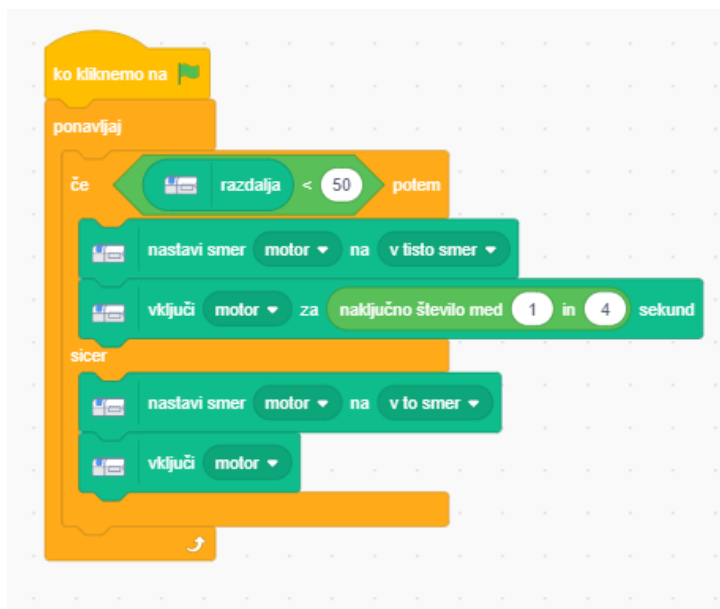 ko kliknemo na
ponavljaj
če razdalja < 50 potem
nastavi smer motor na v tisto smer
vključi motor za naključno število med 1 in 4 sekund
sicer
nastavi smer motor na v to smer
vključi motor